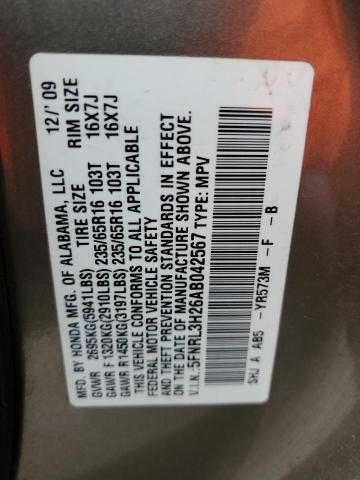 MFD. BY HONDA MFG. OF ALABAMA, LLC 12/' 09
TIRE SIZE RIM SIZE
GVWR 2695KG(5941LBS)
GAWR F 1320KG(2910LBS) 235/65R16 103T 16X7J
GAWR R1450KG(3197LBS) 235/65R16 103T 16X7J
THIS VEHICLE CONFORMS TO ALL APPLICABLE
FEDERAL MOTOR VEHICLE SAFETY
AND THEFT PREVENTION STANDARDS IN EFFECT
ON THE DATE OF MANUFACTURE SHOWN ABOVE.
V.I.N.:5FNRL3H26AB042567 TYPE: MPV
SHJ A AB5 -YR573M -F -B